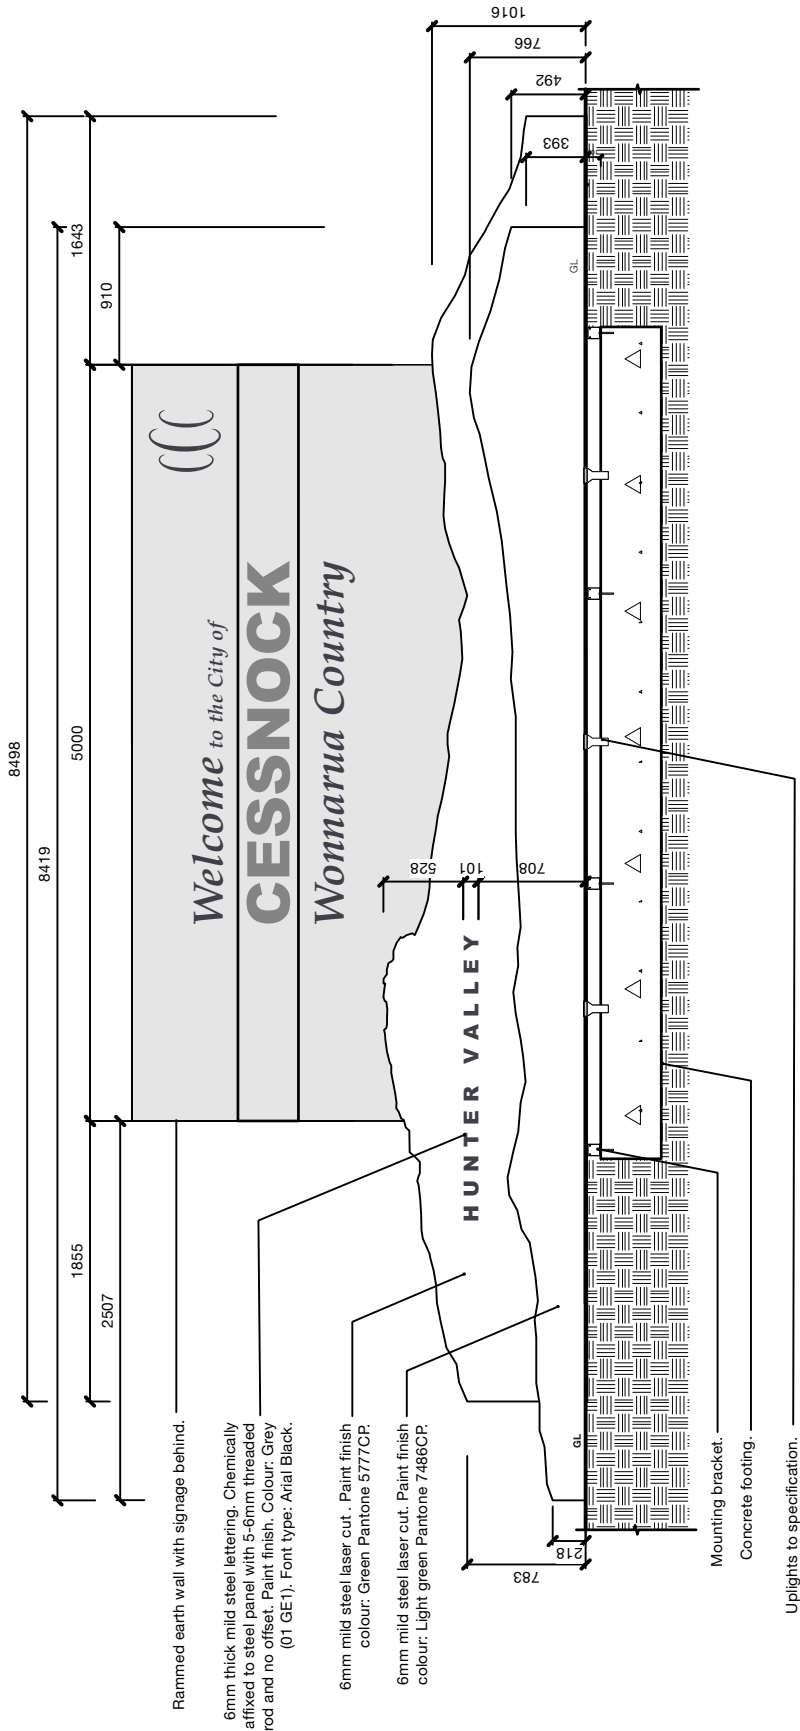 8498
8419
1855
5000
1643
2507
910
Welcome to the City of
CESSNOCK
Wonnarua Country
HUNTER VALLEY
528
101
708
1016
766
492
393
783
218
GL
GL
Rammed earth wall with signage behind.
6mm thick mild steel lettering. Chemically
affixed to steel panel with 5-6mm threaded
rod and no offset. Paint finish. Colour: Grey
(01 GE1). Font type: Arial Black.
6mm mild steel laser cut . Paint finish
colour: Green Pantone 5777CP.
6mm mild steel laser cut. Paint finish
colour: Light green Pantone 7486CP.
Mounting bracket.
Concrete footing.
Uplights to specification.